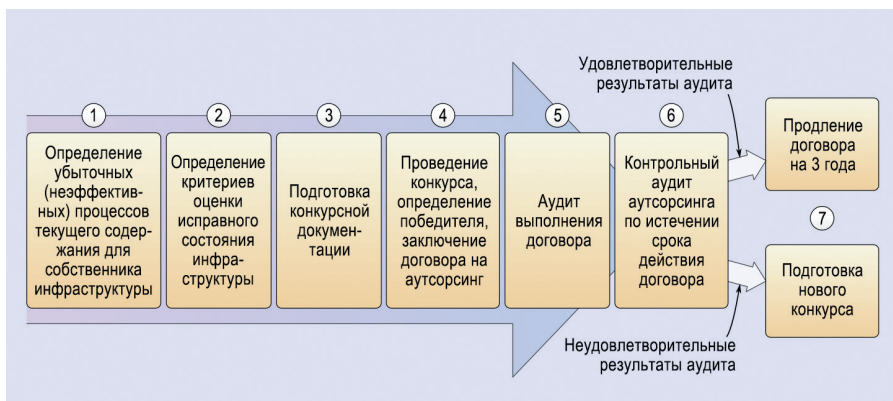 1
Определение
убыточных
(неэффектив-
ных) процессов
текущего содер-
жания для
собственника
инфраструктуры
2
Определение
критериев
оценки
исправного
состояния
инфра-
структуры
3
Подготовка
конкурсной
докумен-
тации
4
Проведение
конкурса,
определение
победителя,
заключение
договора на
аутсорсинг
5
Аудит
выполнения
договора
6
Контрольный
аудит
аутсорсинга
по истечении
срока
действия
договора
Удовлетворительные
результаты аудита
Продление
договора
на 3 года
7
Неудовлетворительные
результаты аудита
Подготовка
нового
конкурса